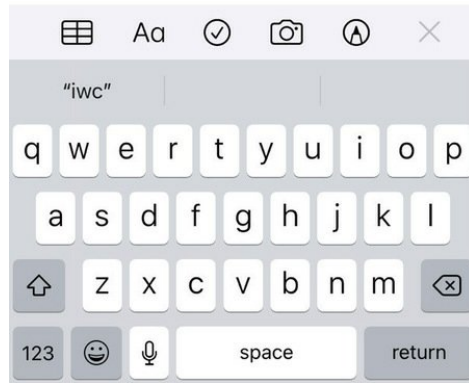 Aa
“iwc”
q w e r t y u i o p
a s d f g h j k l
z x c v b n m
123 space return